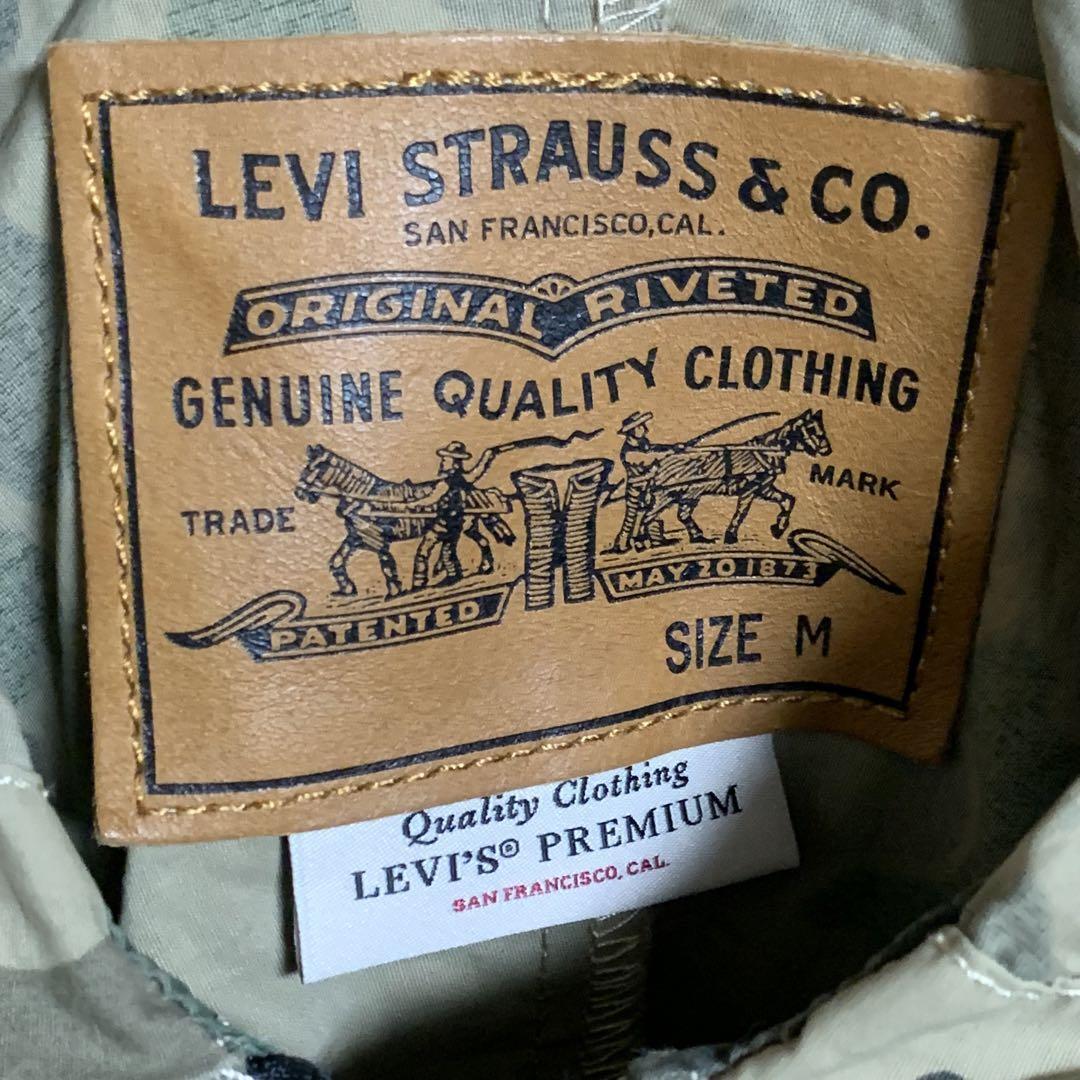 LEVI STRAUSS & CO.
SAN FRANCISCO, CAL.
ORIGINAL RIVETED
GENUINE QUALITY CLOTHING
TRADE MARK
PATENTED MAY 20 1873
SIZE M
Quality Clothing
LEVI'S® PREMIUM
SAN FRANCISCO, CAL.